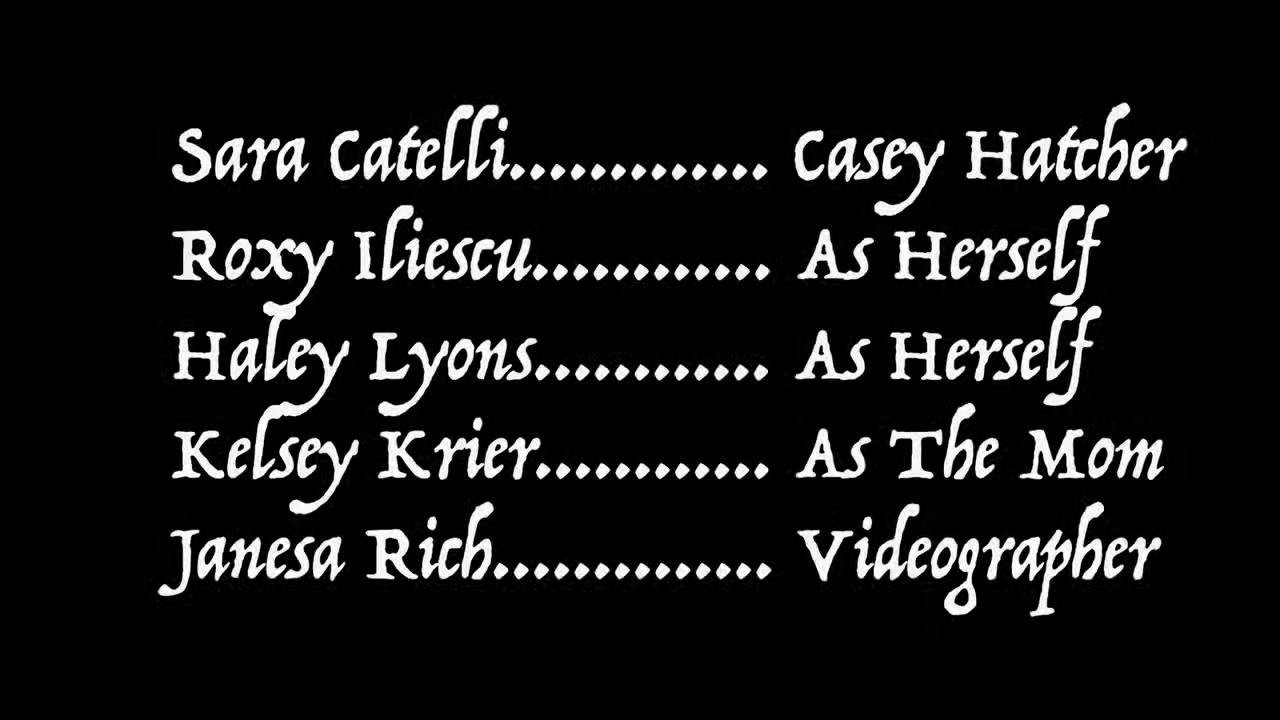 Sara Catelli............. Casey Hatcher
Roxy Iliescu............ As Herself
Haley Lyons............ As Herself
Kelsey Krier............ As The Mom
Janesa Rich.............. Videographer